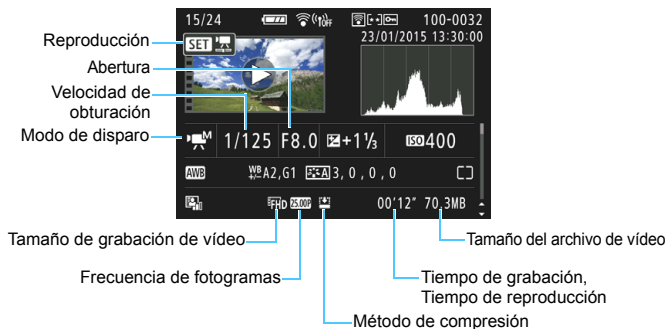 15/24 OFF 100-0032
23/01/2015 13:30:00
Reproducción
SET
Abertura
Velocidad de
obturación
Modo de disparo
M 1/125 F8.0 +1⅓ ISO 400
AWB WB +/- A2,G1 A 3, 0, 0, 0
FHD 25.00P 00'12" 70.3MB
Tamaño de grabación de vídeo
Tamaño del archivo de vídeo
Frecuencia de fotogramas
Tiempo de grabación,
Tiempo de reproducción
Método de compresión